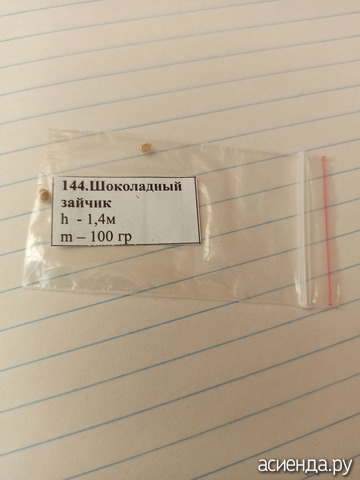 144.Шоколадный
зайчик
h - 1,4м
m – 100 гр
асиенда.ру